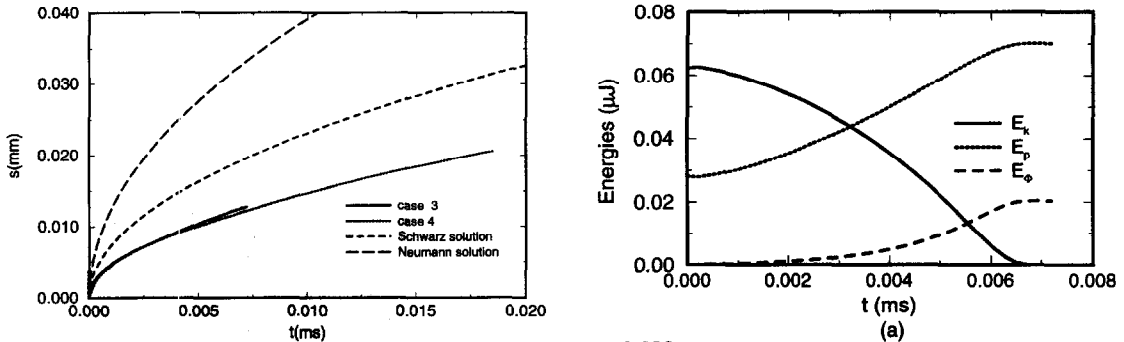 0.040
0.030
0.020
0.010
0.000
s(mm)
0.000 0.005 0.010 0.015 0.020
t(ms)
case 3
case 4
Schwarz solution
Neumann solution
0.08
0.06
0.04
0.02
0.00
Energies (μJ)
0.000 0.002 0.004 0.006 0.008
t (ms)
(a)
E_k
E_p
E_Φ